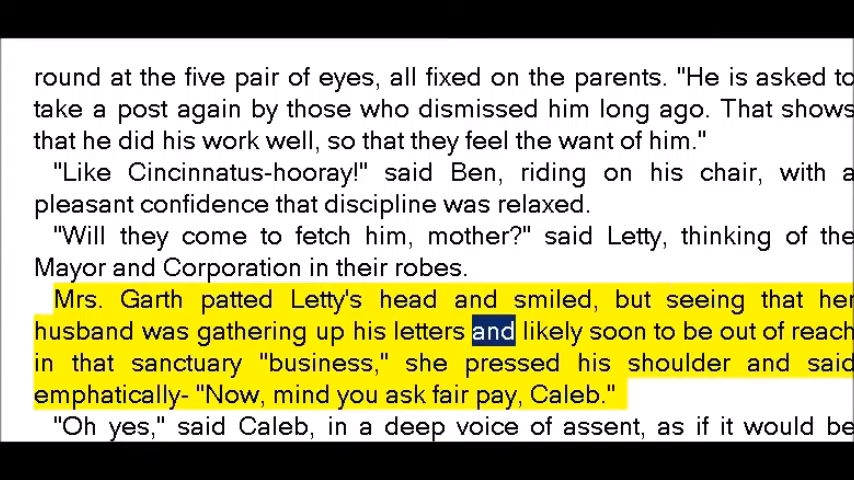 round at the five pair of eyes, all fixed on the parents. "He is asked to
take a post again by those who dismissed him long ago. That shows
that he did his work well, so that they feel the want of him."
"Like Cincinnatus-hooray!" said Ben, riding on his chair, with a
pleasant confidence that discipline was relaxed.
"Will they come to fetch him, mother?" said Letty, thinking of the
Mayor and Corporation in their robes.
Mrs. Garth patted Letty's head and smiled, but seeing that her
husband was gathering up his letters and likely soon to be out of reach
in that sanctuary "business," she pressed his shoulder and said
emphatically- "Now, mind you ask fair pay, Caleb."
"Oh yes," said Caleb, in a deep voice of assent, as if it would be